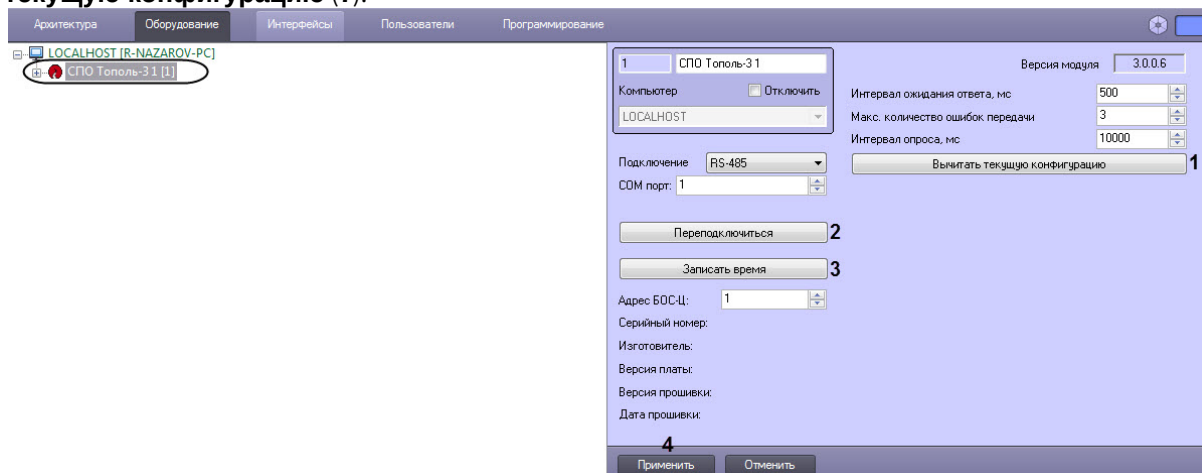 текущую конфигурацию (1).
Архитектура Оборудование Интерфейсы Пользователи Программирование
LOCALHOST [R-NAZAROV-PC]
СПО Тополь-3 1 [1]
1 СПО Тополь-3 1
Компьютер Отключить
LOCALHOST
Подключение RS-485
COM порт: 1
Переподключиться 2
Записать время 3
Адрес БОС-Ц: 1
Серийный номер:
Изготовитель:
Версия платы:
Версия прошивки:
Дата прошивки:
Версия модуля 3.0.0.6
Интервал ожидания ответа, мс 500
Макс. количество ошибок передачи 3
Интервал опроса, мс 10000
Вычитать текущую конфигурацию 1
4
Применить Отменить